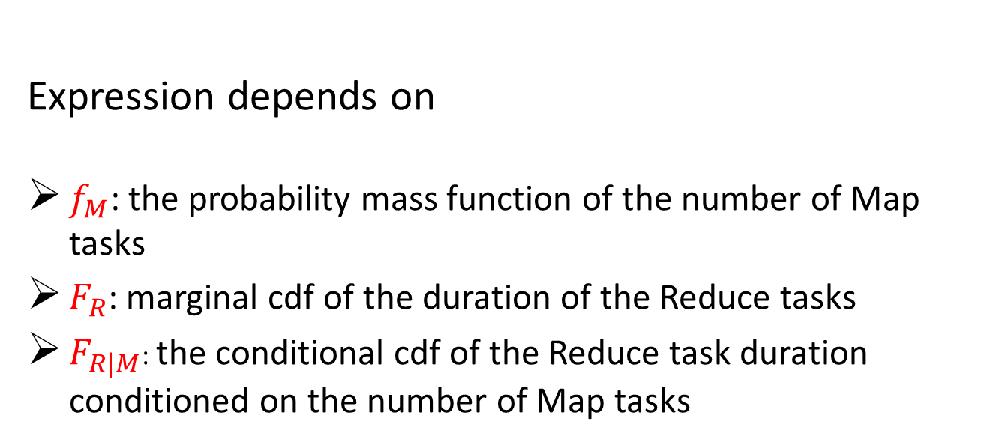 Expression depends on
➢ f_M: the probability mass function of the number of Map
tasks
➢ F_R: marginal cdf of the duration of the Reduce tasks
➢ F_{R|M}: the conditional cdf of the Reduce task duration
conditioned on the number of Map tasks